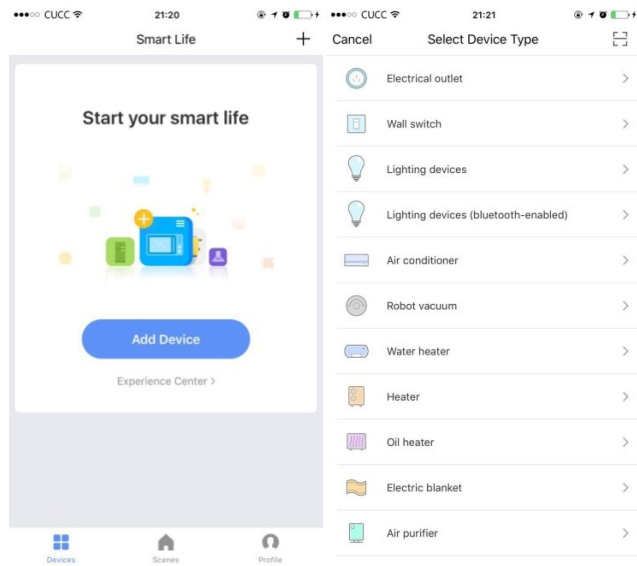 CUCC 21:20
Smart Life +
Start your smart life
Add Device
Experience Center >
Devices Scenes Profile
CUCC 21:21
Cancel Select Device Type
Electrical outlet >
Wall switch >
Lighting devices >
Lighting devices (bluetooth-enabled) >
Air conditioner >
Robot vacuum >
Water heater >
Heater >
Oil heater >
Electric blanket >
Air purifier >